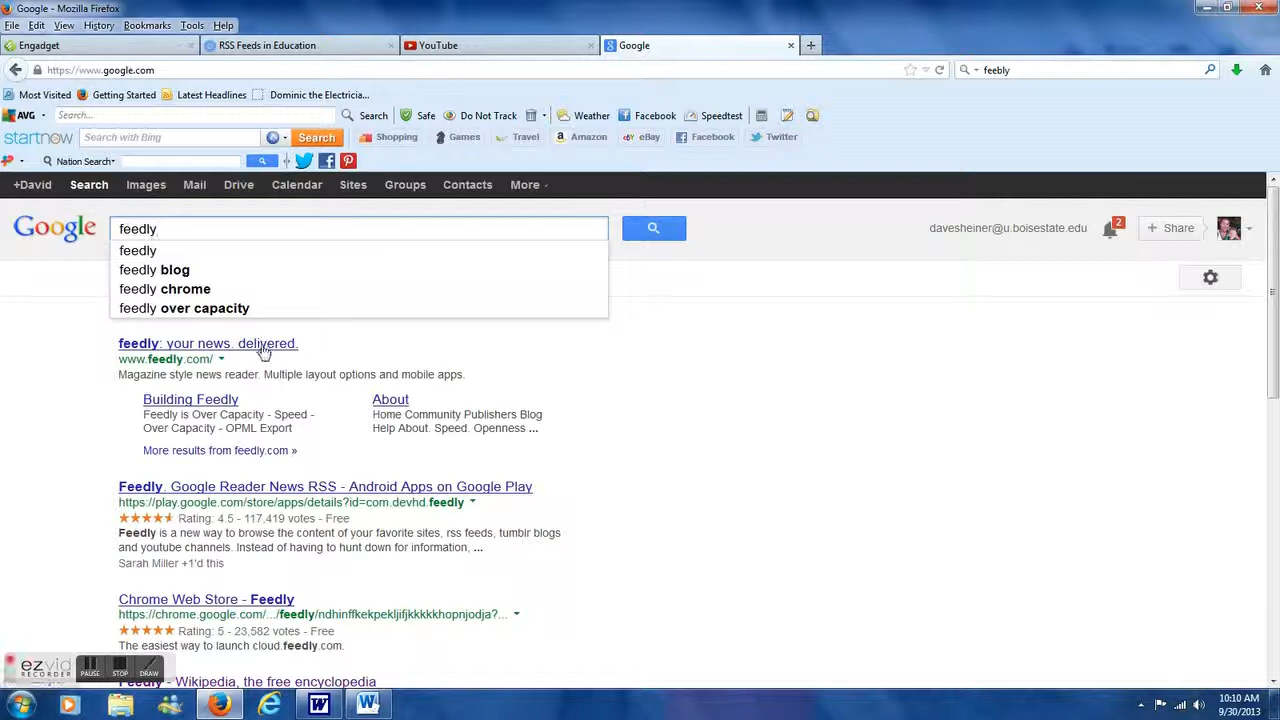 Google - Mozilla Firefox
File Edit View History Bookmarks Tools Help
Engadget RSS Feeds in Education YouTube Google
https://www.google.com feebly
Most Visited Getting Started Latest Headlines Dominic the Electricia...
AVG Search... Search Safe Do Not Track Weather Facebook Speedtest
startnow Search with Bing Search Shopping Games Travel Amazon eBay Facebook Twitter
Nation Search
+David Search Images Mail Drive Calendar Sites Groups Contacts More
Google feedly davesheiner@u.boisestate.edu 2 + Share
feedly
feedly blog
feedly chrome
feedly over capacity
feedly: your news. delivered.
www.feedly.com/
Magazine style news reader. Multiple layout options and mobile apps.
Building Feedly About
Feedly is Over Capacity - Speed - Home Community Publishers Blog
Over Capacity - OPML Export Help About. Speed. Openness ...
More results from feedly.com »
Feedly. Google Reader News RSS - Android Apps on Google Play
https://play.google.com/store/apps/details?id=com.devhd.feedly
Rating: 4.5 - 117,419 votes - Free
Feedly is a new way to browse the content of your favorite sites, rss feeds, tumblr blogs
and youtube channels. Instead of having to hunt down for information, ...
Sarah Miller +1'd this
Chrome Web Store - Feedly
https://chrome.google.com/.../feedly/ndhinffkekpekljifjkkkkkhopnjodja?...
Rating: 5 - 23,582 votes - Free
The easiest way to launch cloud.feedly.com.
Feedly - Wikipedia, the free encyclopedia
ezvid
RECORDER PAUSE STOP DRAW
10:10 AM
9/30/2013